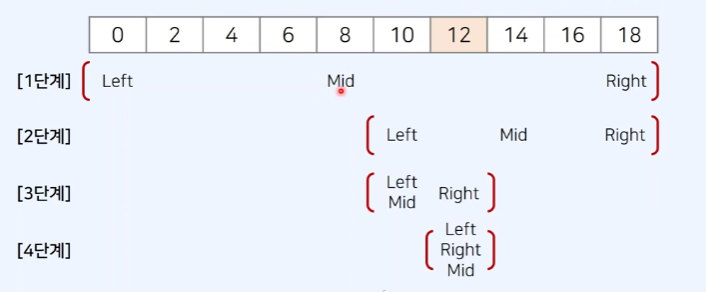 0 2 4 6 8 10 12 14 16 18
[1단계] Left Mid Right
[2단계] Left Mid Right
[3단계] Left Mid Right
[4단계] Left Right Mid